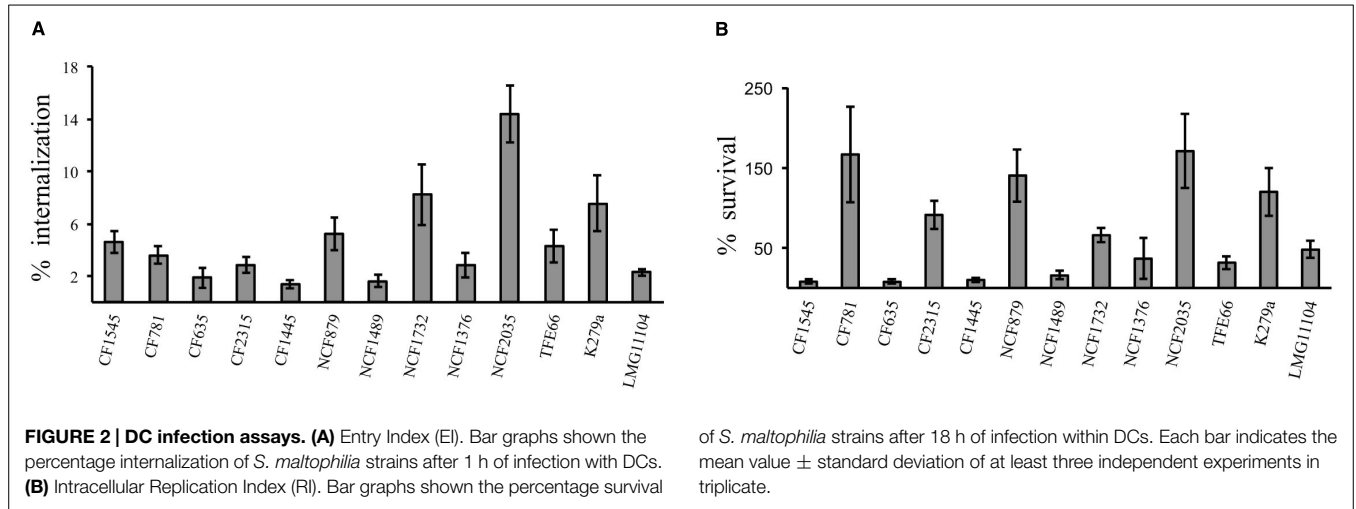 A
% internalization
18
14
10
6
2
CF1545
CF781
CF635
CF2315
CF1445
NCF879
NCF1489
NCF1732
NCF1376
NCF2035
TFE66
K279a
LMG11104
B
% survival
250
150
50
CF1545
CF781
CF635
CF2315
CF1445
NCF879
NCF1489
NCF1732
NCF1376
NCF2035
TFE66
K279a
LMG11104
FIGURE 2 | DC infection assays. (A) Entry Index (EI). Bar graphs shown the
percentage internalization of S. maltophilia strains after 1 h of infection with DCs.
(B) Intracellular Replication Index (RI). Bar graphs shown the percentage survival
of S. maltophilia strains after 18 h of infection within DCs. Each bar indicates the
mean value ± standard deviation of at least three independent experiments in
triplicate.